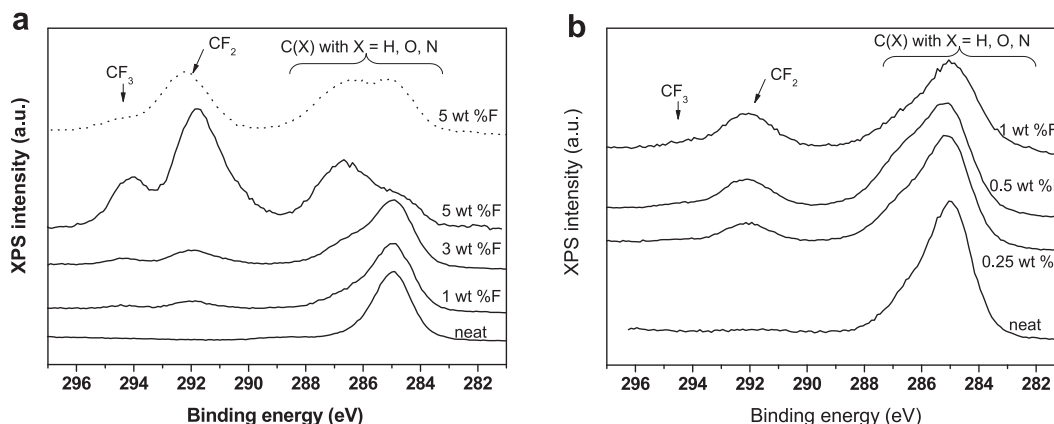 a
C(X) with X = H, O, N
CF2
CF3
5 wt %F
5 wt %F
3 wt %F
1 wt %F
neat
XPS intensity (a.u.)
296 294 292 290 288 286 284 282
Binding energy (eV)
b
C(X) with X = H, O, N
CF3
CF2
1 wt %F
0.5 wt %F
0.25 wt %
neat
XPS intensity (a.u.)
296 294 292 290 288 286 284 282
Binding energy (eV)